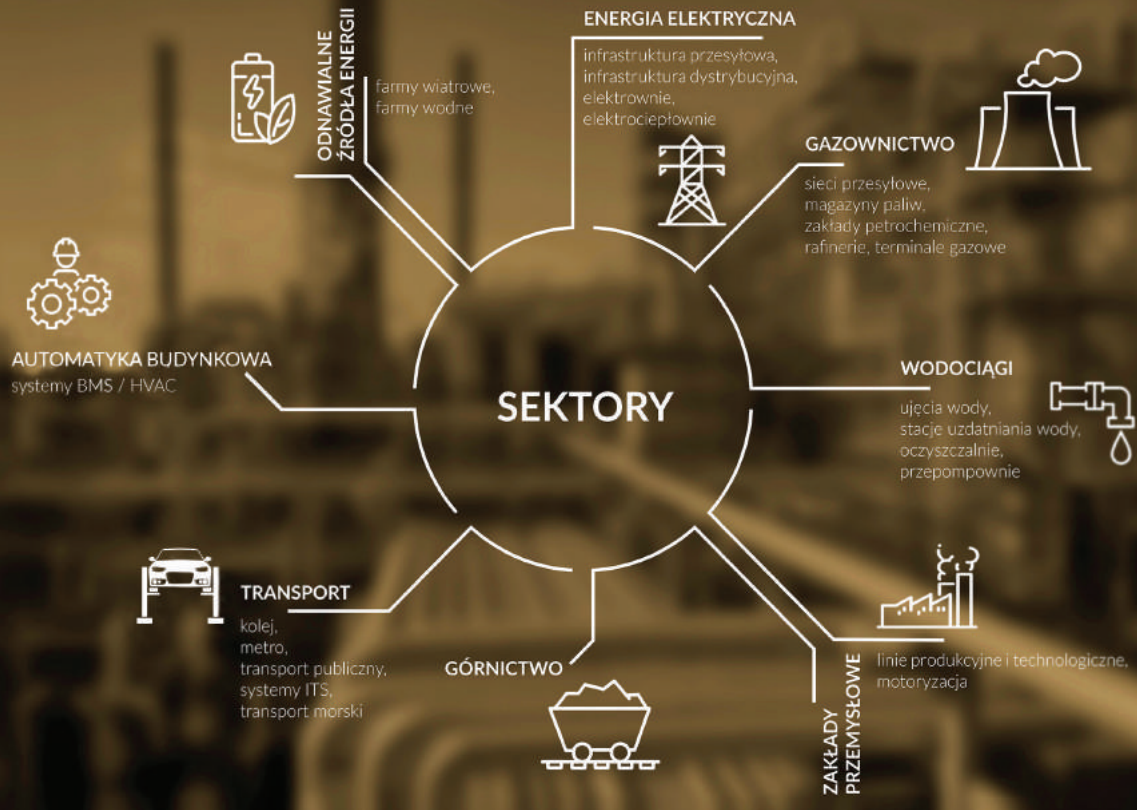 ODNAWIALNE
ŹRÓDŁA ENERGII
farmy wiatrowe,
farmy wodne
ENERGIA ELEKTRYCZNA
infrastruktura przesyłowa,
infrastruktura dystrybucyjna,
elektrownie,
elektrociepłownie
GAZOWNICTWO
sieci przesyłowe,
magazyny paliw,
zakłady petrochemiczne,
rafinerie, terminale gazowe
AUTOMATYKA BUDYNKOWA
systemy BMS / HVAC
SEKTORY
WODOCIĄGI
ujęcia wody,
stacje uzdatniania wody,
oczyszczalnie,
przepompownie
TRANSPORT
kolej,
metro,
transport publiczny,
systemy ITS,
transport morski
GÓRNICTWO
ZAKŁADY
PRZEMYSŁOWE
linie produkcyjne i technologiczne,
motoryzacja